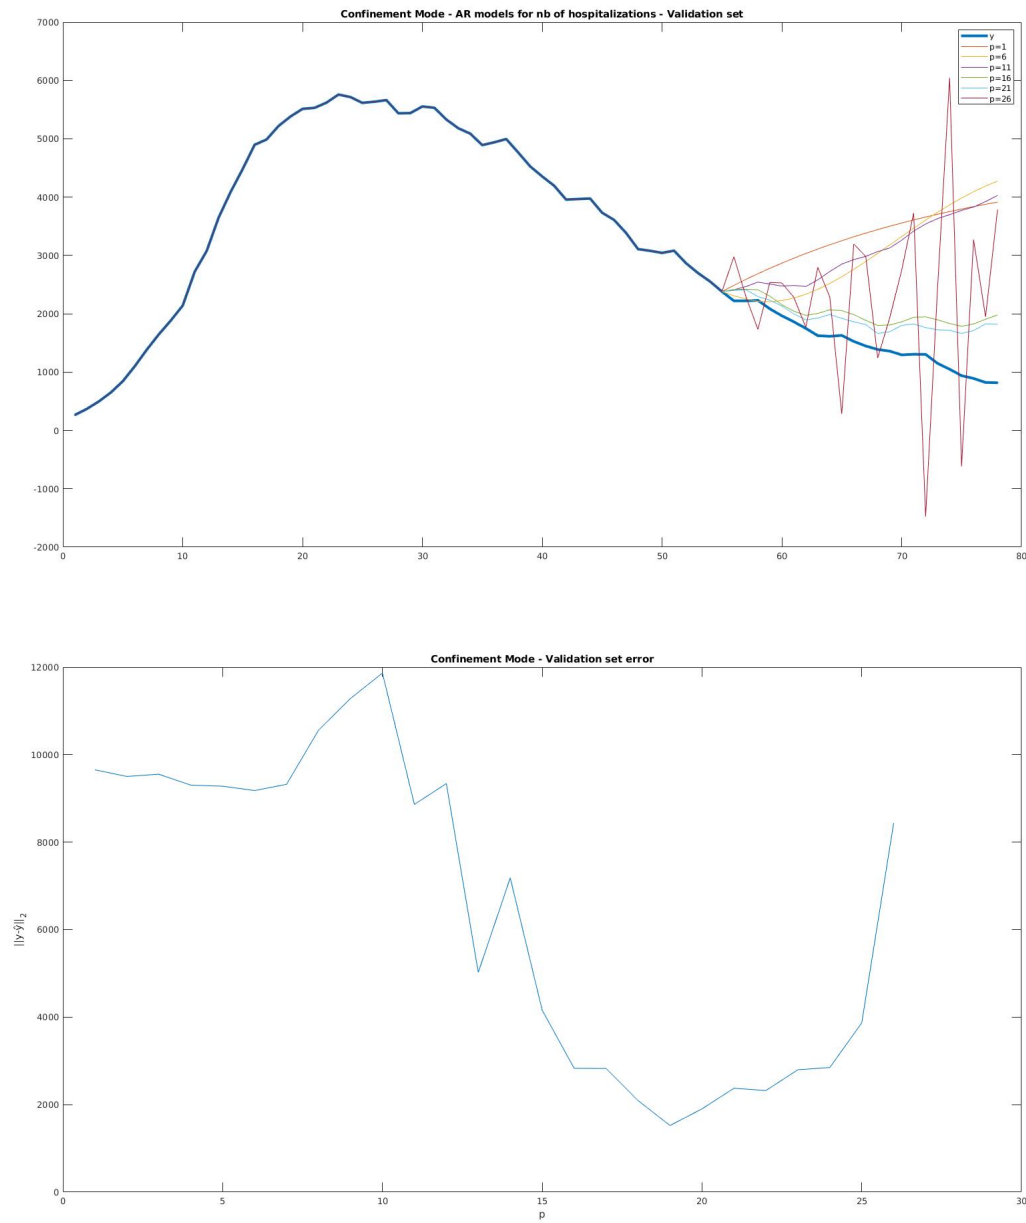 Confinement Mode - AR models for nb of hospitalizations - Validation set
7000
6000
5000
4000
3000
2000
1000
0
-1000
-2000
0 10 20 30 40 50 60 70 80
y
p=1
p=6
p=11
p=16
p=21
p=26
Confinement Mode - Validation set error
12000
10000
8000
6000
4000
2000
0
||y-ŷ||2
0 5 10 15 20 25 30
p